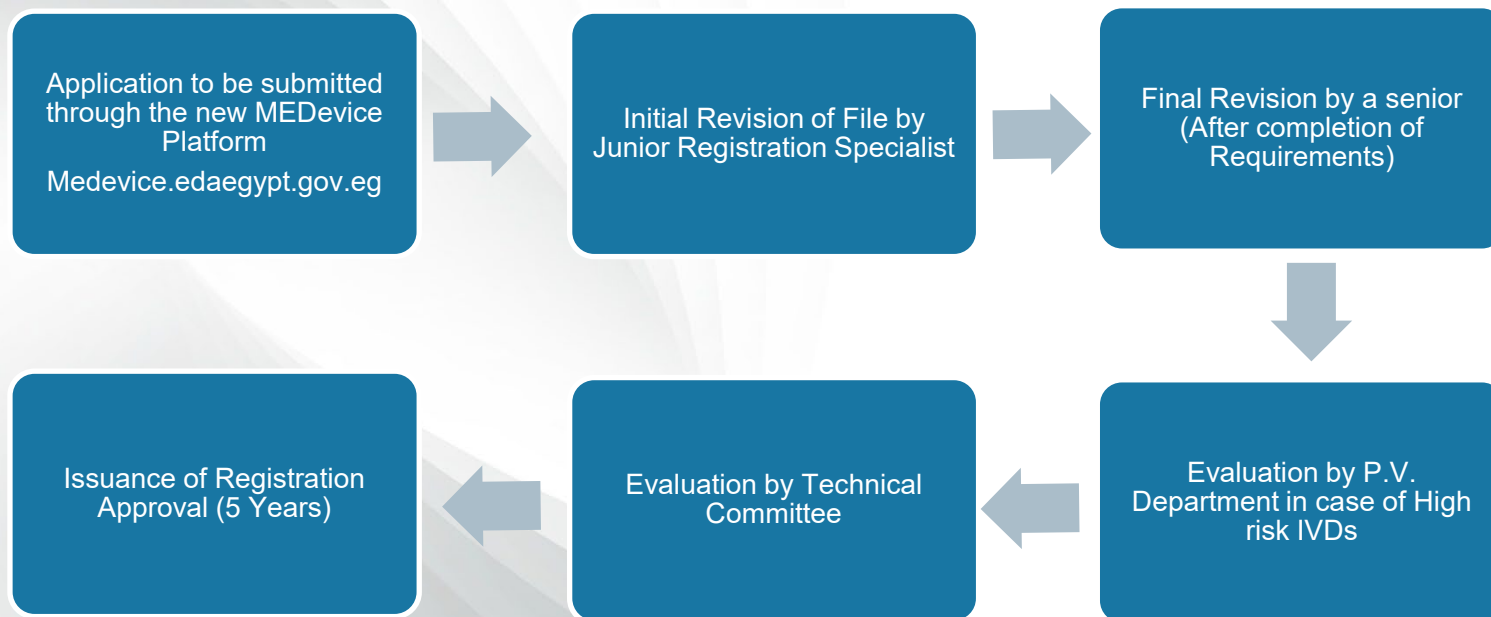 Application to be submitted
through the new MEDevice
Platform
Medevice.edaegypt.gov.eg
Initial Revision of File by
Junior Registration Specialist
Final Revision by a senior
(After completion of
Requirements)
Evaluation by P.V.
Department in case of High
risk IVDs
Evaluation by Technical
Committee
Issuance of Registration
Approval (5 Years)